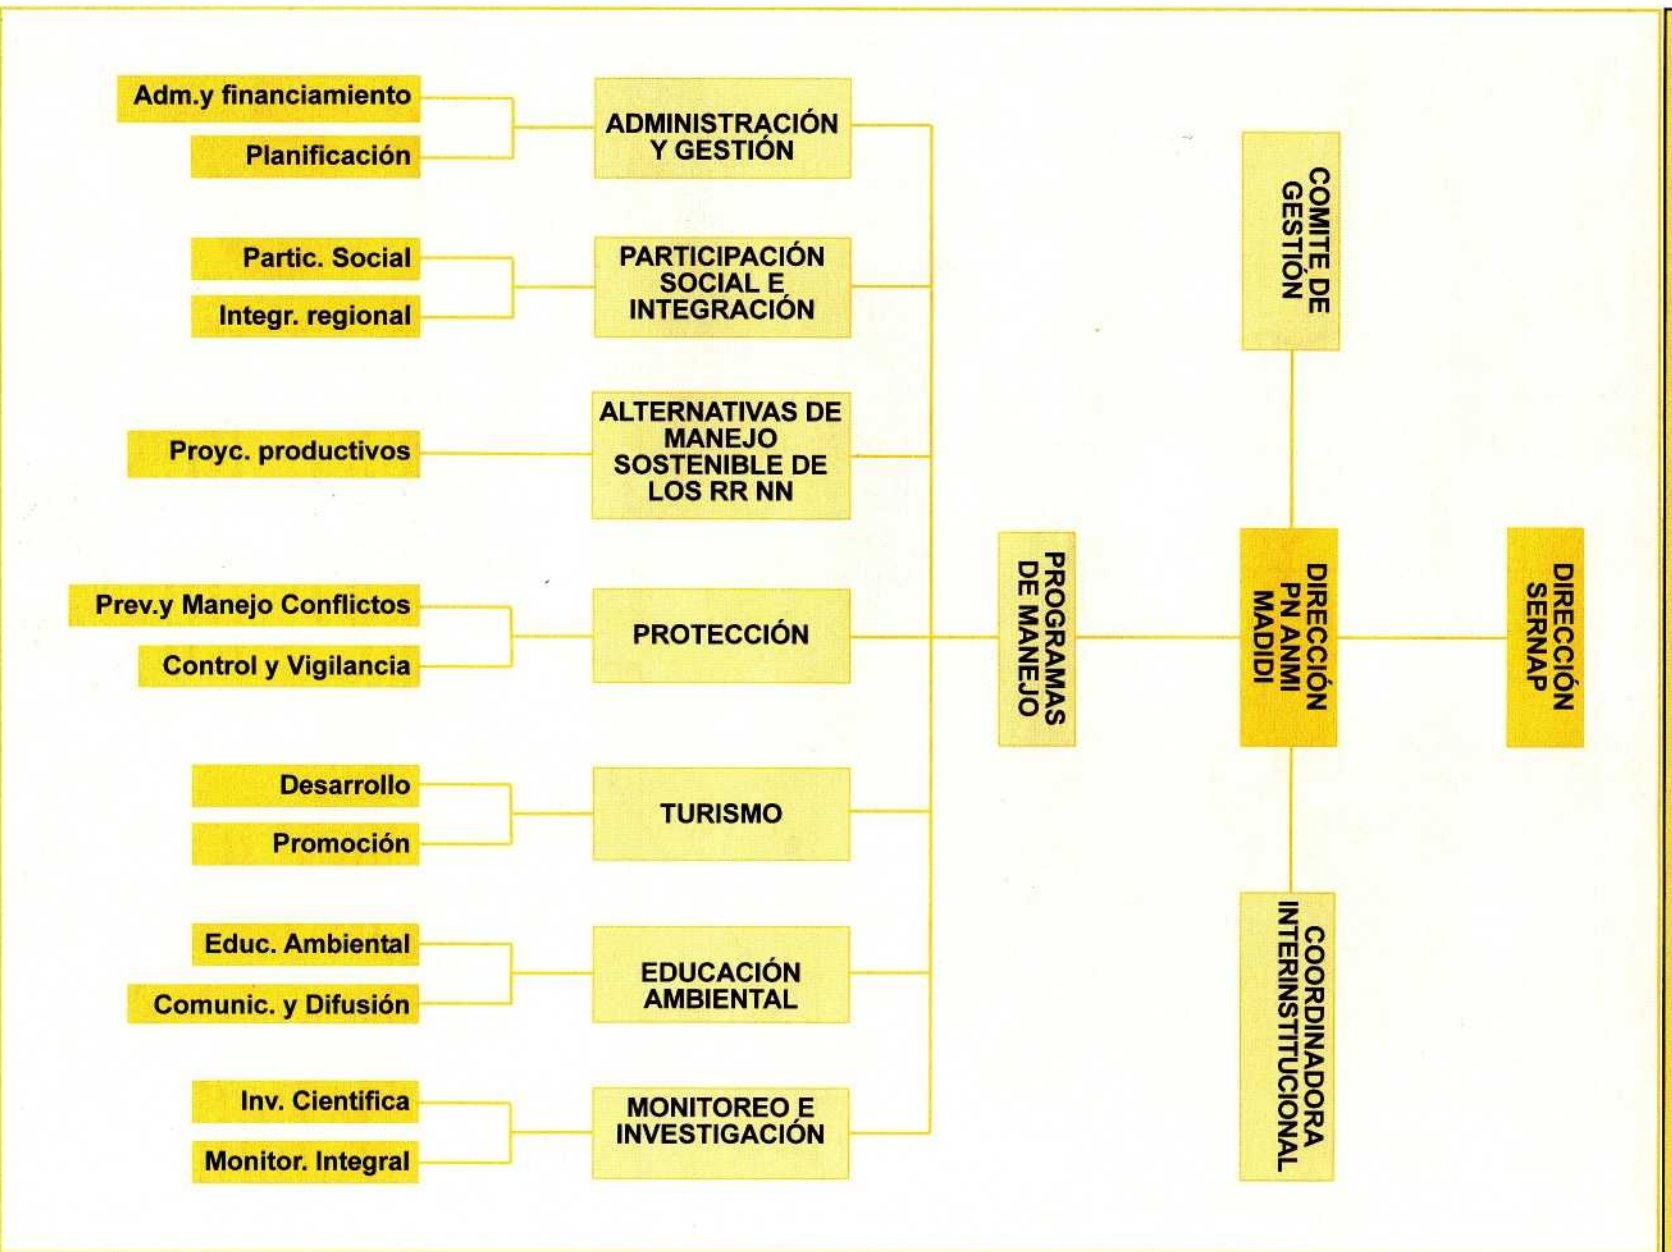 Adm.y financiamiento
Planificación
ADMINISTRACIÓN
Y GESTIÓN
Partic. Social
Integr. regional
PARTICIPACIÓN
SOCIAL E
INTEGRACIÓN
Proyc. productivos
ALTERNATIVAS DE
MANEJO
SOSTENIBLE DE
LOS RR NN
Prev.y Manejo Conflictos
Control y Vigilancia
PROTECCIÓN
Desarrollo
Promoción
TURISMO
Educ. Ambiental
Comunic. y Difusión
EDUCACIÓN
AMBIENTAL
Inv. Cientifica
Monitor. Integral
MONITOREO E
INVESTIGACIÓN
PROGRAMAS
DE MANEJO
COMITE DE
GESTIÓN
DIRECCIÓN
PN ANMI
MADIDI
COORDINADORA
INTERINSTITUCIONAL
DIRECCIÓN
SERNAP